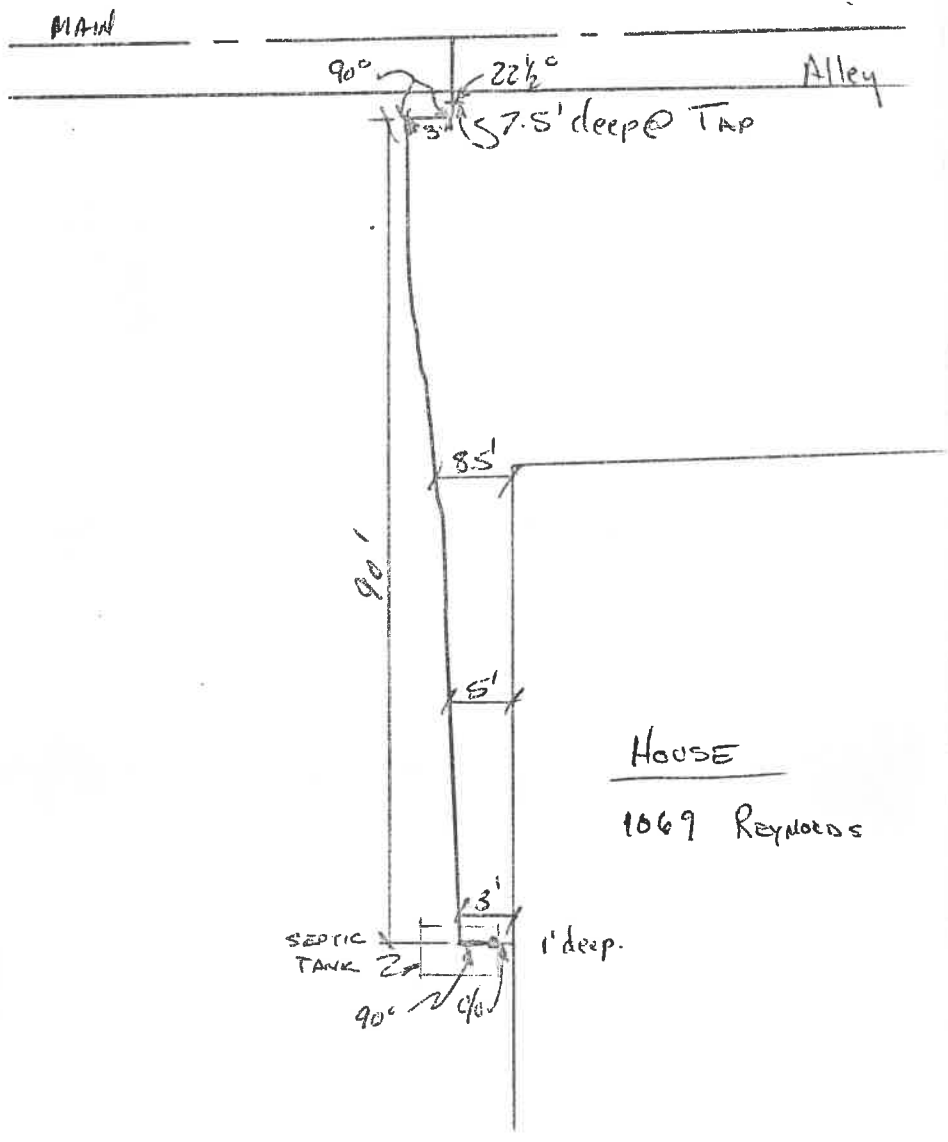 MAIN
90° 22½° Alley
3' 7.5' deep @ TAP
8.5'
90'
5'
HOUSE
1069 REYNOLDS
3'
SEPTIC
TANK
1' deep.
90° c/o